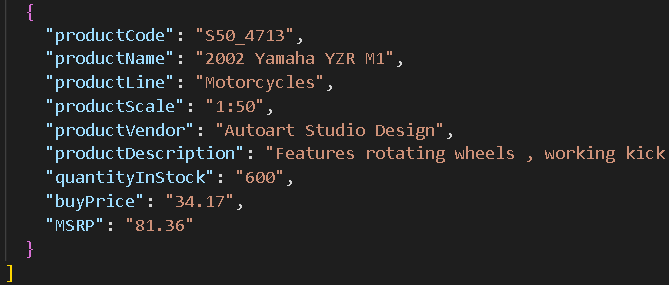 {
"productCode": "S50_4713",
"productName": "2002 Yamaha YZR M1",
"productLine": "Motorcycles",
"productScale": "1:50",
"productVendor": "Autoart Studio Design",
"productDescription": "Features rotating wheels , working kick
"quantityInStock": "600",
"buyPrice": "34.17",
"MSRP": "81.36"
}
]